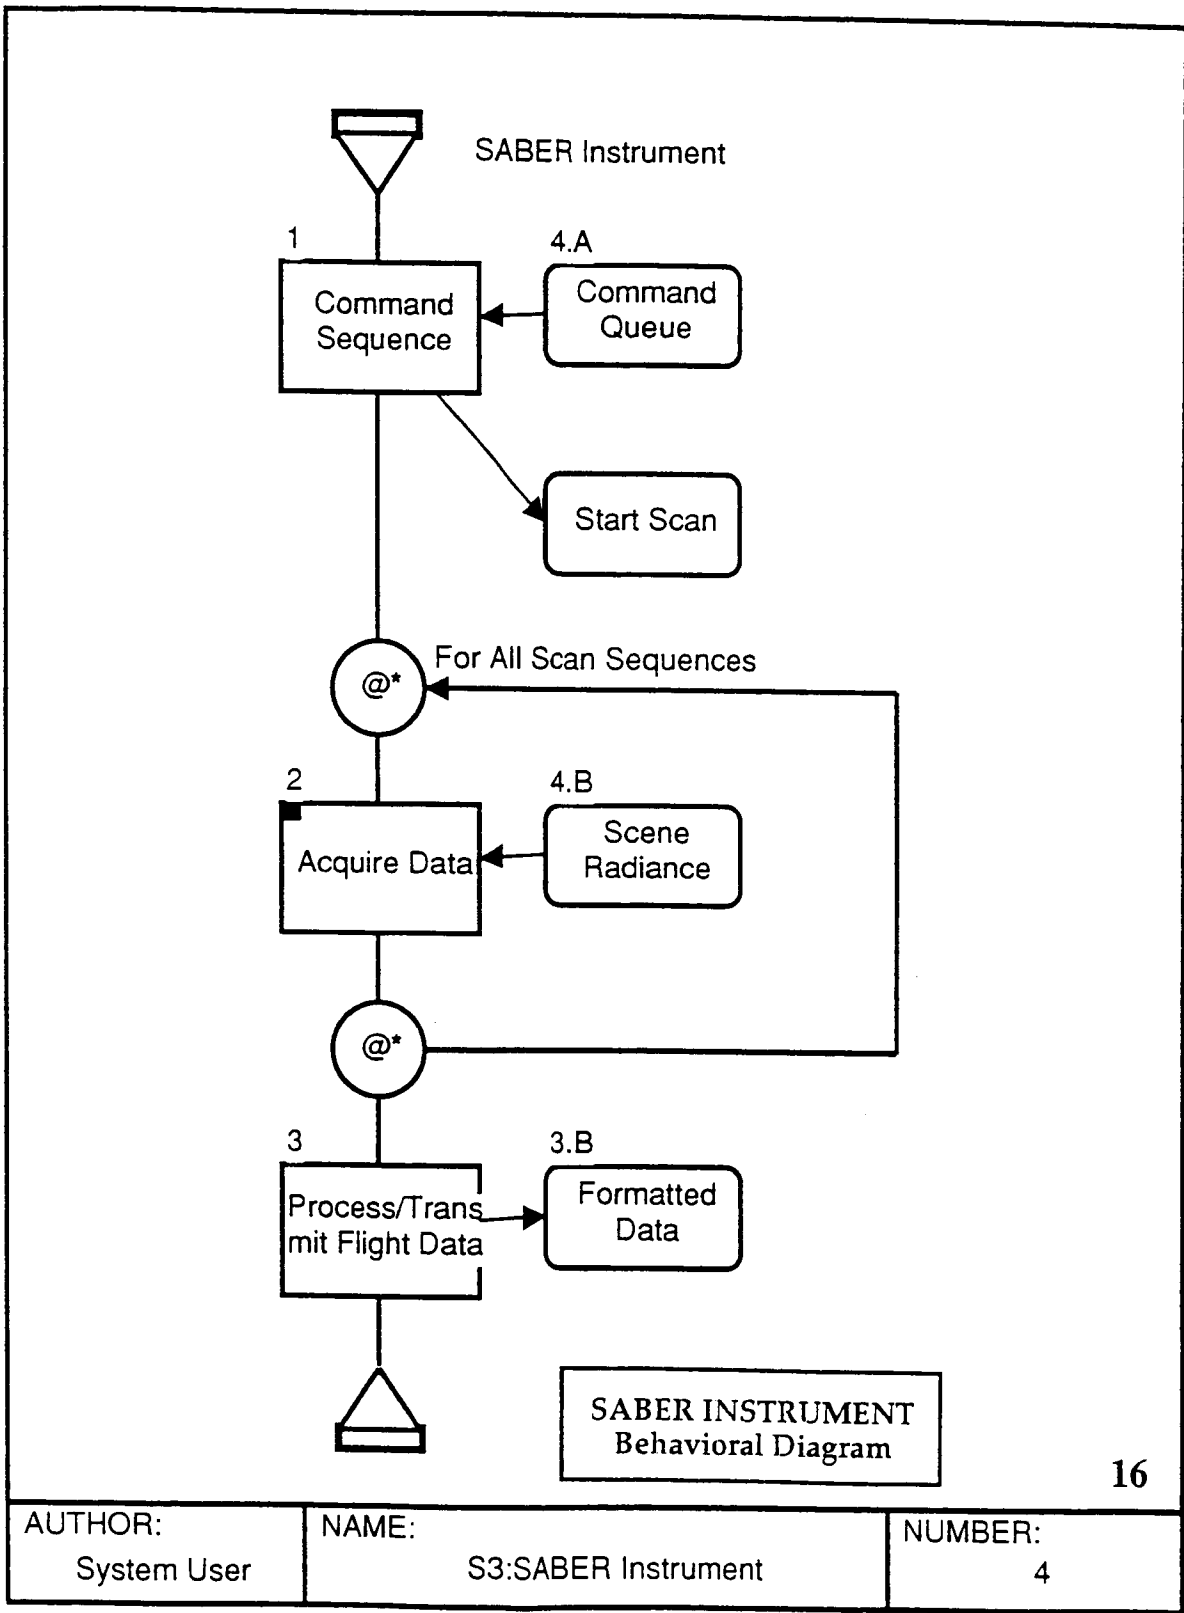 SABER Instrument
1
4.A
Command
Sequence
Command
Queue
Start Scan
For All Scan Sequences
@*
2
4.B
Acquire Data
Scene
Radiance
@*
3
3.B
Process/Trans
mit Flight Data
Formatted
Data
SABER INSTRUMENT
Behavioral Diagram
16
AUTHOR:
System User
NAME:
S3:SABER Instrument
NUMBER:
4